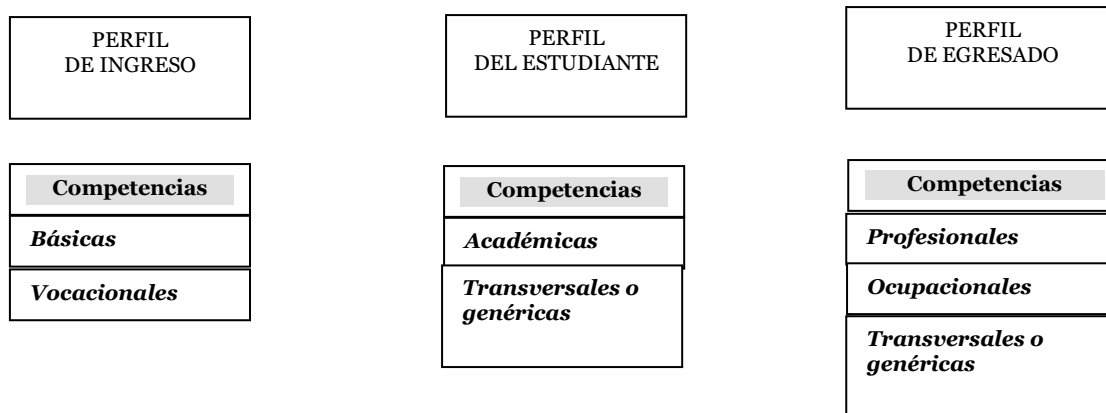 PERFIL
DE INGRESO
PERFIL
DEL ESTUDIANTE
PERFIL
DE EGRESADO
Competencias
Básicas
Vocacionales
Competencias
Académicas
Transversales o
genéricas
Competencias
Profesionales
Ocupacionales
Transversales o
genéricas